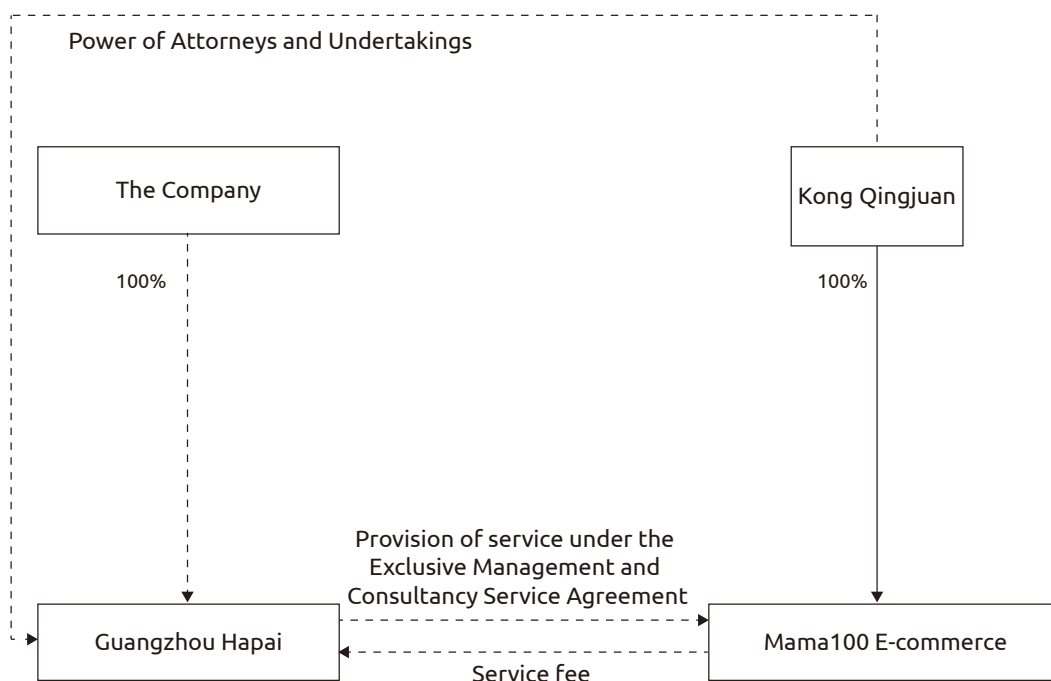 Power of Attorneys and Undertakings
The Company
Kong Qingjuan
100%
100%
Provision of service under the
Exclusive Management and
Consultancy Service Agreement
Guangzhou Hapai
Mama100 E-commerce
Service fee